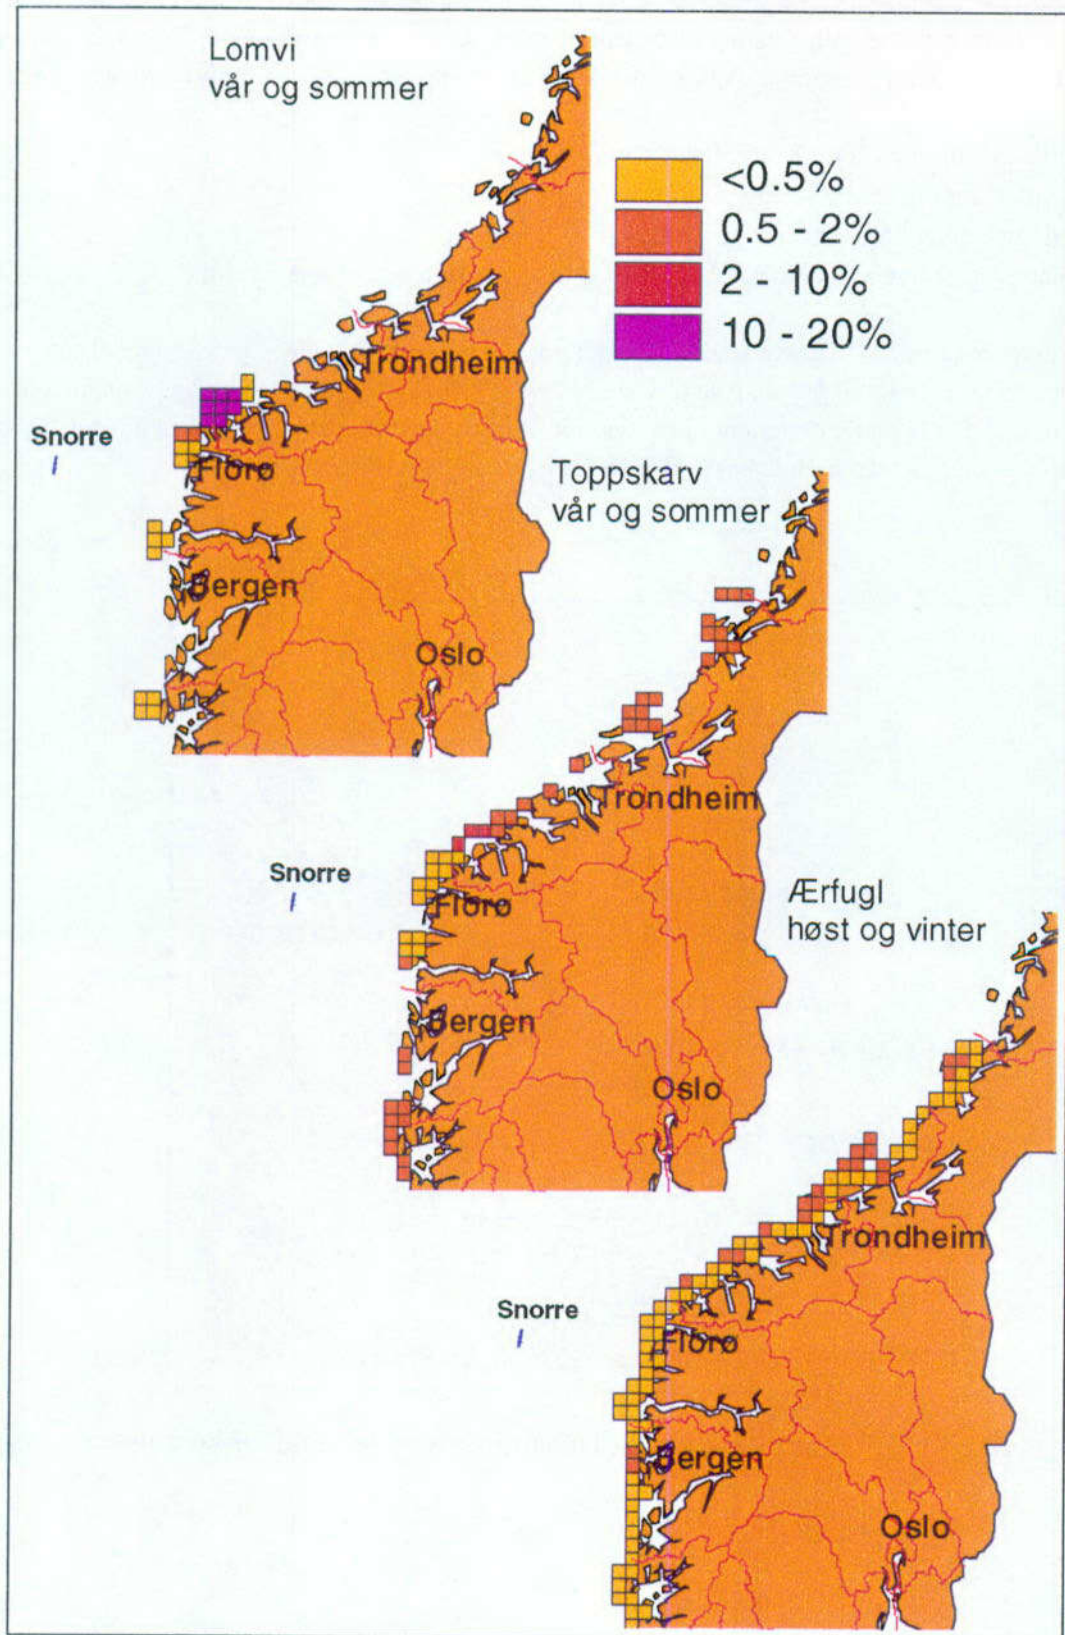 Lomvi
vår og sommer
<0.5%
0.5 - 2%
2 - 10%
10 - 20%
Trondheim
Snorre
Florø
Bergen
Oslo
Toppskarv
vår og sommer
Trondheim
Snorre
Florø
Bergen
Oslo
Ærfugl
høst og vinter
Trondheim
Snorre
Florø
Bergen
Oslo